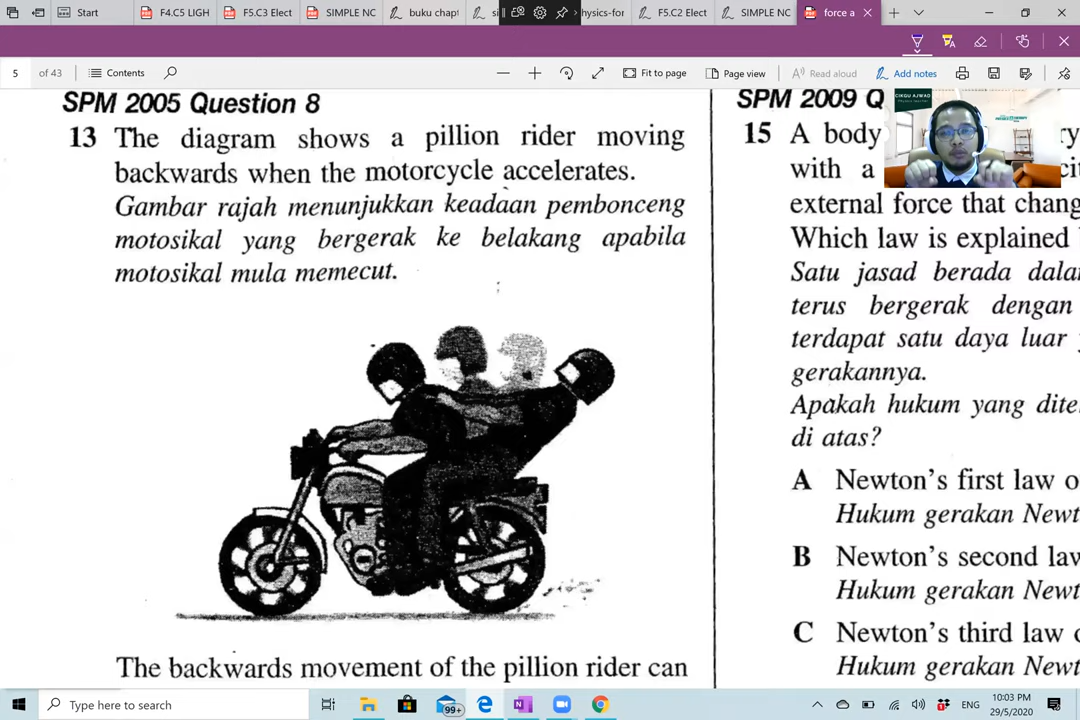 Start
F4.C5 LIGH
F5.C3 Elect
SIMPLE NC
buku chapt
si
hysics-for
F5.C2 Elect
SIMPLE NC
force a
5 of 43
Contents
Fit to page
Page view
Read aloud
Add notes
SPM 2005 Question 8
13 The diagram shows a pillion rider moving
backwards when the motorcycle accelerates.
Gambar rajah menunjukkan keadaan pembonceng
motosikal yang bergerak ke belakang apabila
motosikal mula memecut.
The backwards movement of the pillion rider can
SPM 2009 Q
CIKGU AJWAD
15 A body
with a
external force that chang
Which law is explained
Satu jasad berada dala
terus bergerak dengan
terdapat satu daya luar
gerakannya.
Apakah hukum yang dite
di atas?
A Newton's first law o
Hukum gerakan Newt
B Newton's second law
Hukum gerakan Newt
C Newton's third law o
Hukum gerakan Newt
Type here to search
99+
ENG
10:03 PM
29/5/2020